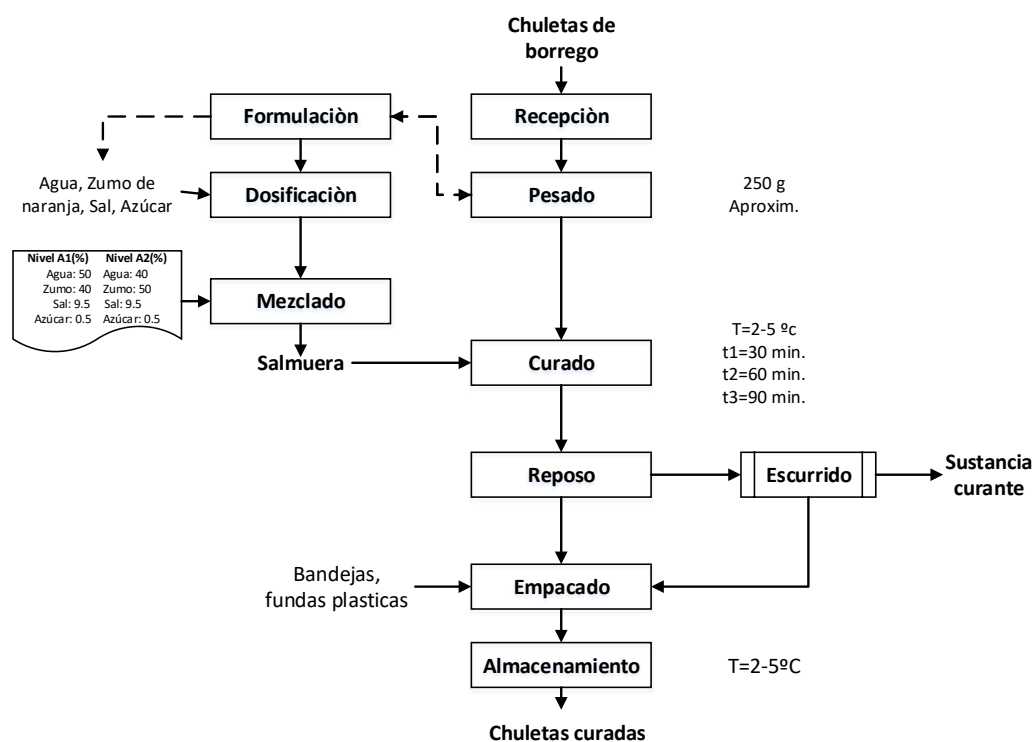 Chuletas de
borrego
Formulaciòn
Recepciòn
Agua, Zumo de
naranja, Sal, Azúcar
Dosificaciòn
Pesado
250 g
Aproxim.
Nivel A1(%) Nivel A2(%)
Agua: 50 Agua: 40
Zumo: 40 Zumo: 50
Sal: 9.5 Sal: 9.5
Azúcar: 0.5 Azúcar: 0.5
Mezclado
Salmuera
Curado
T=2-5 ºc
t1=30 min.
t2=60 min.
t3=90 min.
Reposo
Escurrido
Sustancia
curante
Bandejas,
fundas plasticas
Empacado
Almacenamiento
T=2-5ºC
Chuletas curadas